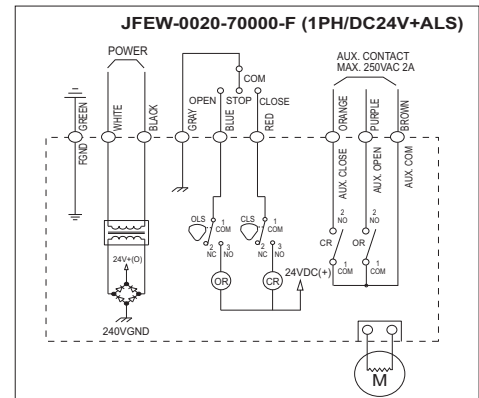 JFEW-0020-70000-F (1PH/DC24V+ALS)
POWER
AUX. CONTACT
MAX. 250VAC 2A
COM
OPEN STOP CLOSE
GREEN
WHITE
BLACK
GRAY
BLUE
RED
ORANGE
PURPLE
BROWN
FGND
AUX. CLOSE
AUX. OPEN
AUX. COM
OLS
1
COM
2
NC
3
NO
CLS
1
COM
2
NC
3
NO
2
NO
CR
1
COM
2
NO
OR
1
COM
24V+(O)
OR
CR
24VDC(+)
240VGND
M